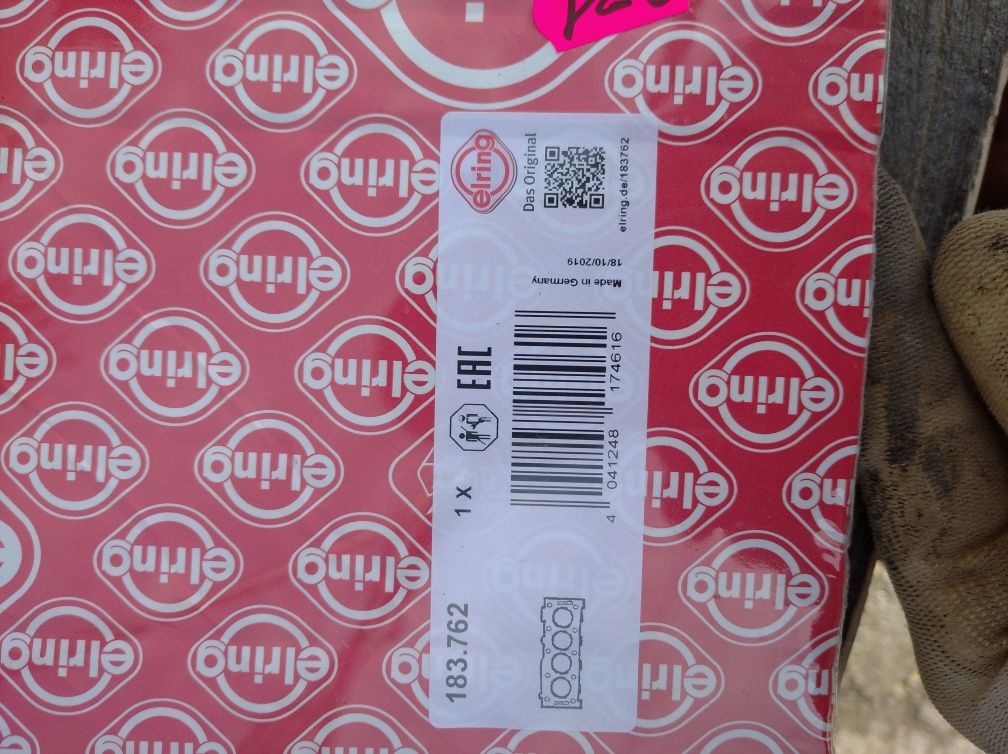 elring
Das Original
elring.de/183762
18/10/2019
Made in Germany
EAC
1 X
4 041248 174616
183.762